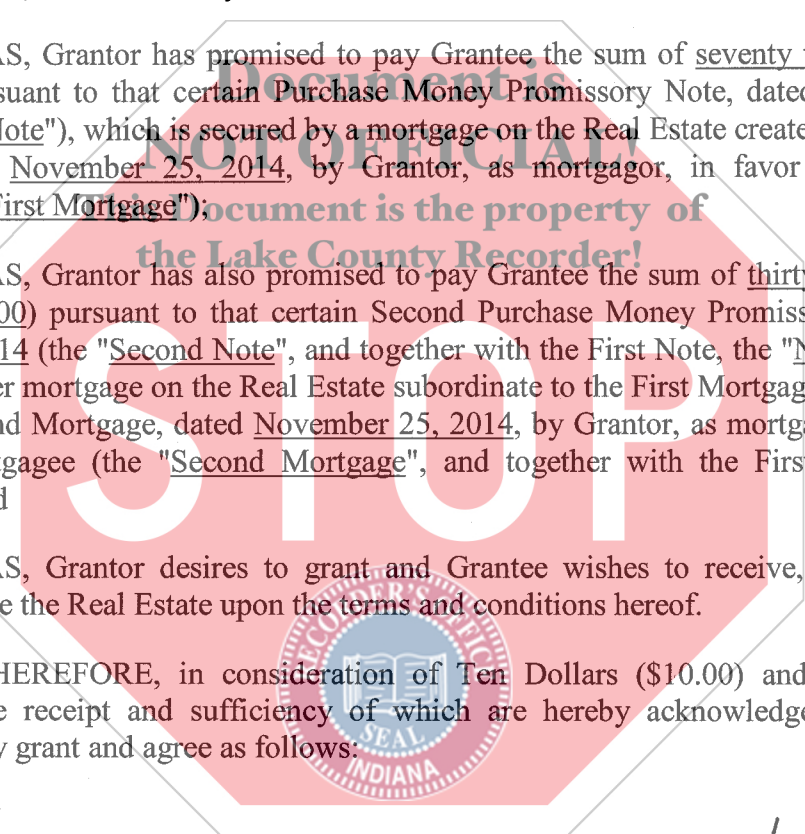 AS, Grantor has promised to pay Grantee the sum of seventy
suant to that certain Purchase Money Promissory Note, dated
Note"), which is secured by a mortgage on the Real Estate create
November 25, 2014, by Grantor, as mortgagor, in favor
First Mortgage");
Document is
NOT OFFICIAL!
This Document is the property of
the Lake County Recorder!
AS, Grantor has also promised to pay Grantee the sum of thirty
00) pursuant to that certain Second Purchase Money Promiss
14 (the "Second Note", and together with the First Note, the "N
er mortgage on the Real Estate subordinate to the First Mortgag
nd Mortgage, dated November 25, 2014, by Grantor, as mortga
tgagee (the "Second Mortgage", and together with the Firs
d
STOP
AS, Grantor desires to grant and Grantee wishes to receive,
e the Real Estate upon the terms and conditions hereof.
HEREFORE, in consideration of Ten Dollars ($10.00) and
e receipt and sufficiency of which are hereby acknowledge
y grant and agree as follows:
RECORDER'S OFFICE
SEAL
INDIANA